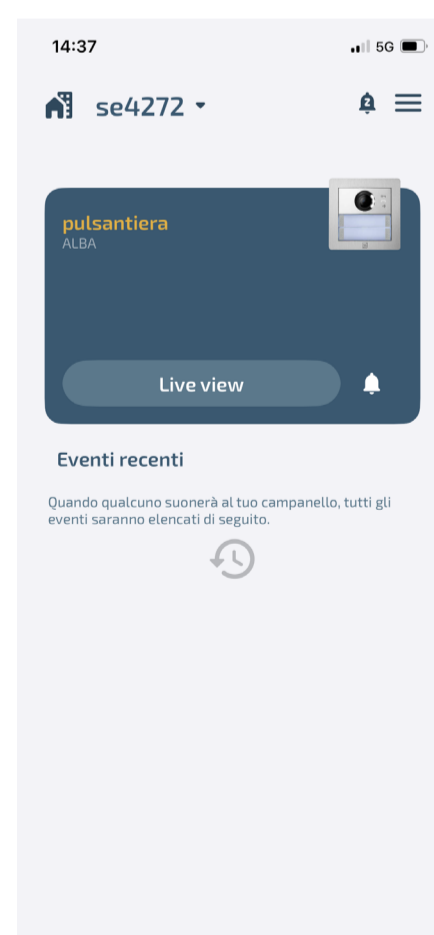 14:37
5G
se4272
pulsantiera
ALBA
Live view
Eventi recenti
Quando qualcuno suonerà al tuo campanello, tutti gli
eventi saranno elencati di seguito.